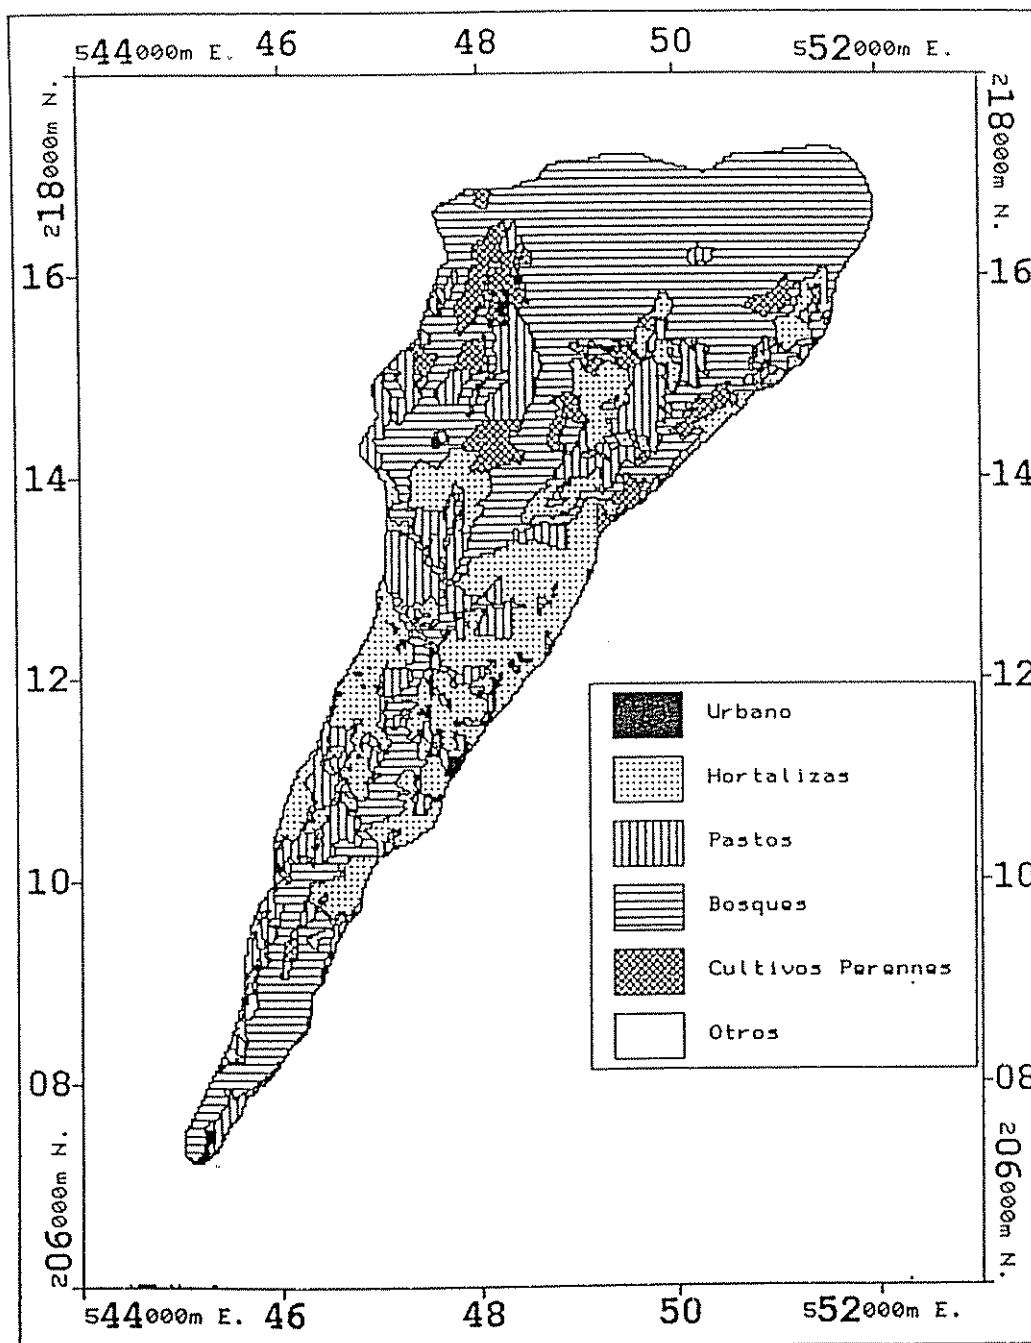 544000m E. 46 48 50 552000m E.
218000m N.
218000m N.
16 16
14 14
12 12
Urbano
Hortalizas
Pastos
Bosques
Cultivos Perennes
Otros
10 10
08 08
206000m N.
206000m N.
544000m E. 46 48 50 552000m E.